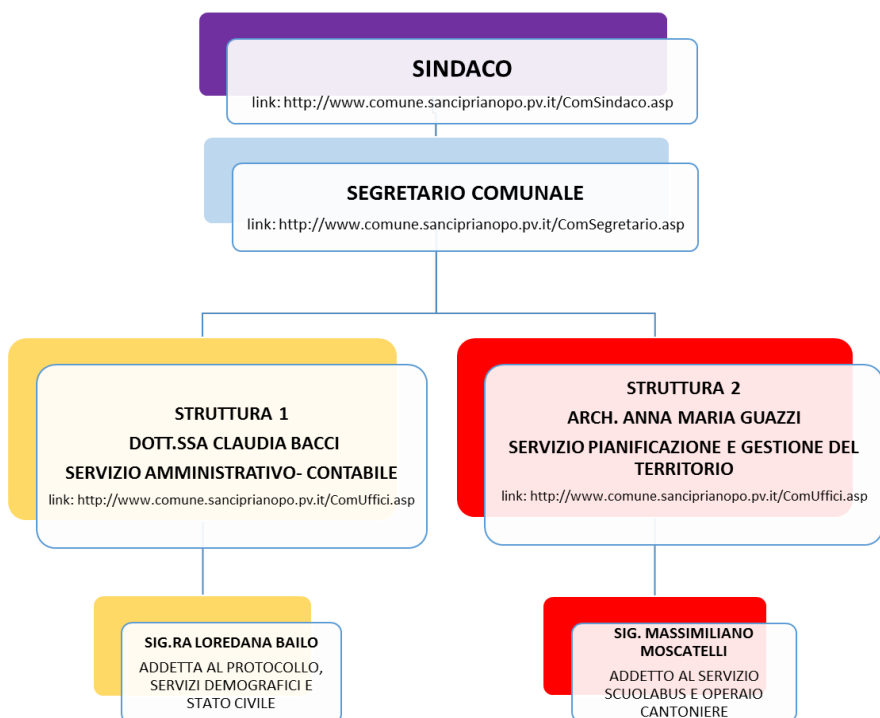 SINDACO
link: http://www.comune.sanciprianopo.pv.it/ComSindaco.asp
SEGRETARIO COMUNALE
link: http://www.comune.sanciprianopo.pv.it/ComSegretario.asp
STRUTTURA 1
DOTT.SSA CLAUDIA BACCI
SERVIZIO AMMINISTRATIVO- CONTABILE
link: http://www.comune.sanciprianopo.pv.it/ComUffici.asp
STRUTTURA 2
ARCH. ANNA MARIA GUAZZI
SERVIZIO PIANIFICAZIONE E GESTIONE DEL
TERRITORIO
link: http://www.comune.sanciprianopo.pv.it/ComUffici.asp
SIG.RA LOREDANA BAILO
ADDETTA AL PROTOCOLLO,
SERVIZI DEMOGRAFICI E
STATO CIVILE
SIG. MASSIMILIANO
MOSCATELLI
ADDETTO AL SERVIZIO
SCUOLABUS E OPERAIO
CANTONIERE